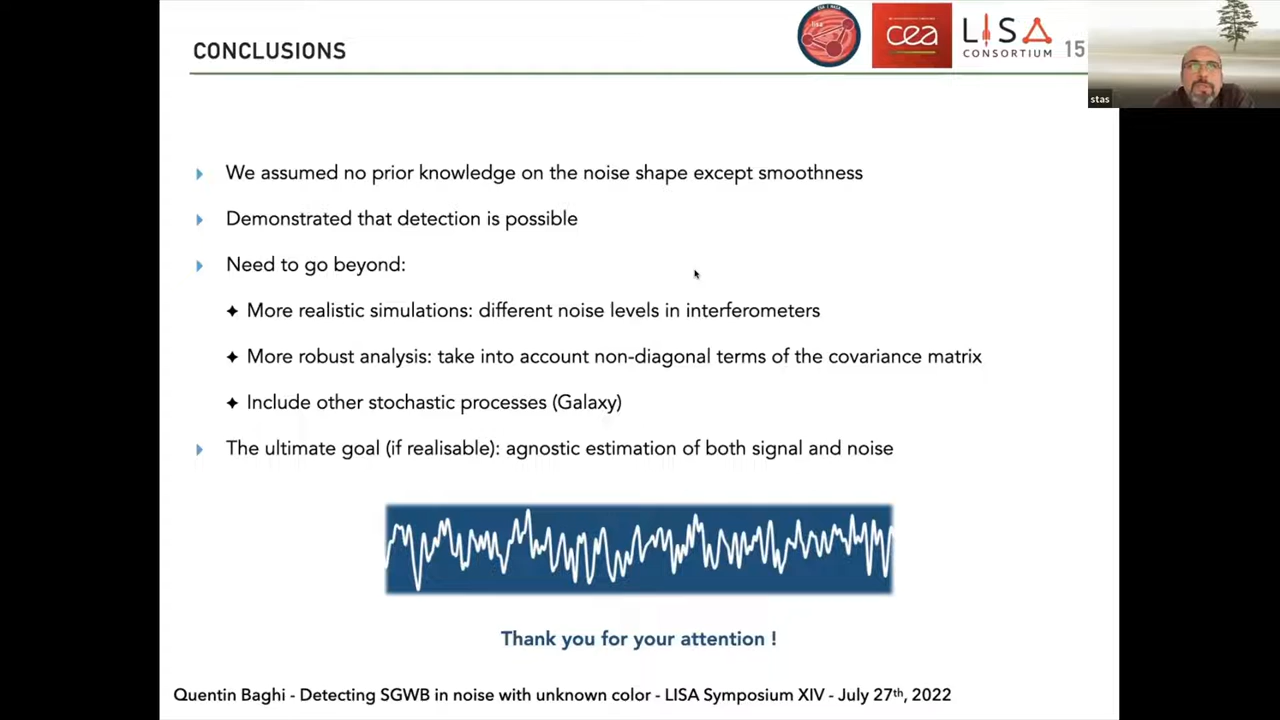 CONCLUSIONS
lisa
cea
LISA
CONSORTIUM
15
stas
We assumed no prior knowledge on the noise shape except smoothness
Demonstrated that detection is possible
Need to go beyond:
More realistic simulations: different noise levels in interferometers
More robust analysis: take into account non-diagonal terms of the covariance matrix
Include other stochastic processes (Galaxy)
The ultimate goal (if realisable): agnostic estimation of both signal and noise
Thank you for your attention !
Quentin Baghi - Detecting SGWB in noise with unknown color - LISA Symposium XIV - July 27th, 2022